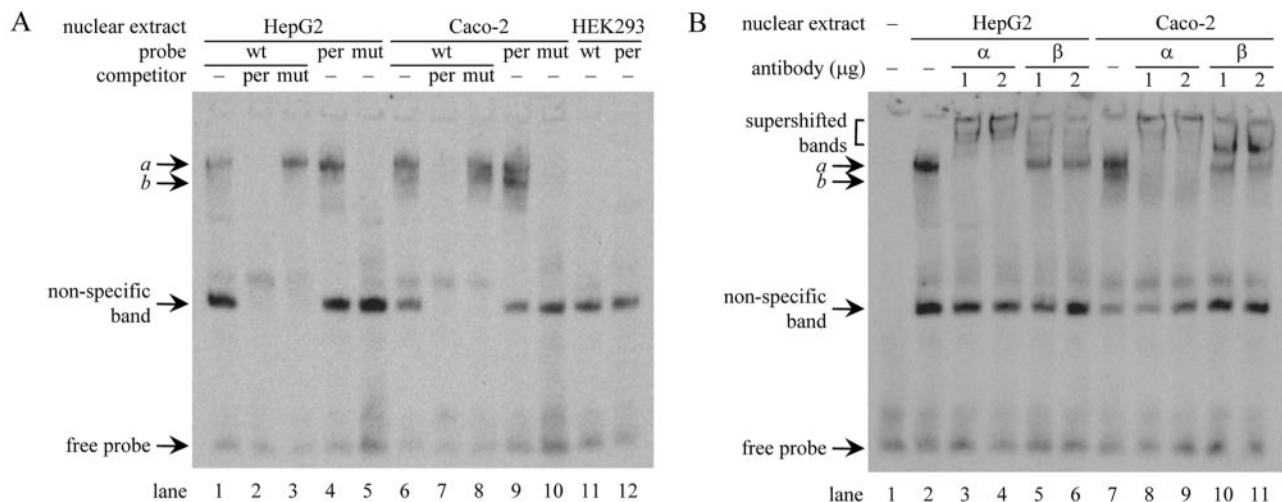 A
nuclear extract HepG2 Caco-2 HEK293
probe wt per mut wt per mut wt per
competitor – per mut – – – per mut – – – –
a
b
non-specific
band
free probe
lane 1 2 3 4 5 6 7 8 9 10 11 12
B
nuclear extract – HepG2 Caco-2
α β α β
antibody (μg) – – 1 2 1 2 – 1 2 1 2
supershifted
bands
a
b
non-specific
band
free probe
lane 1 2 3 4 5 6 7 8 9 10 11